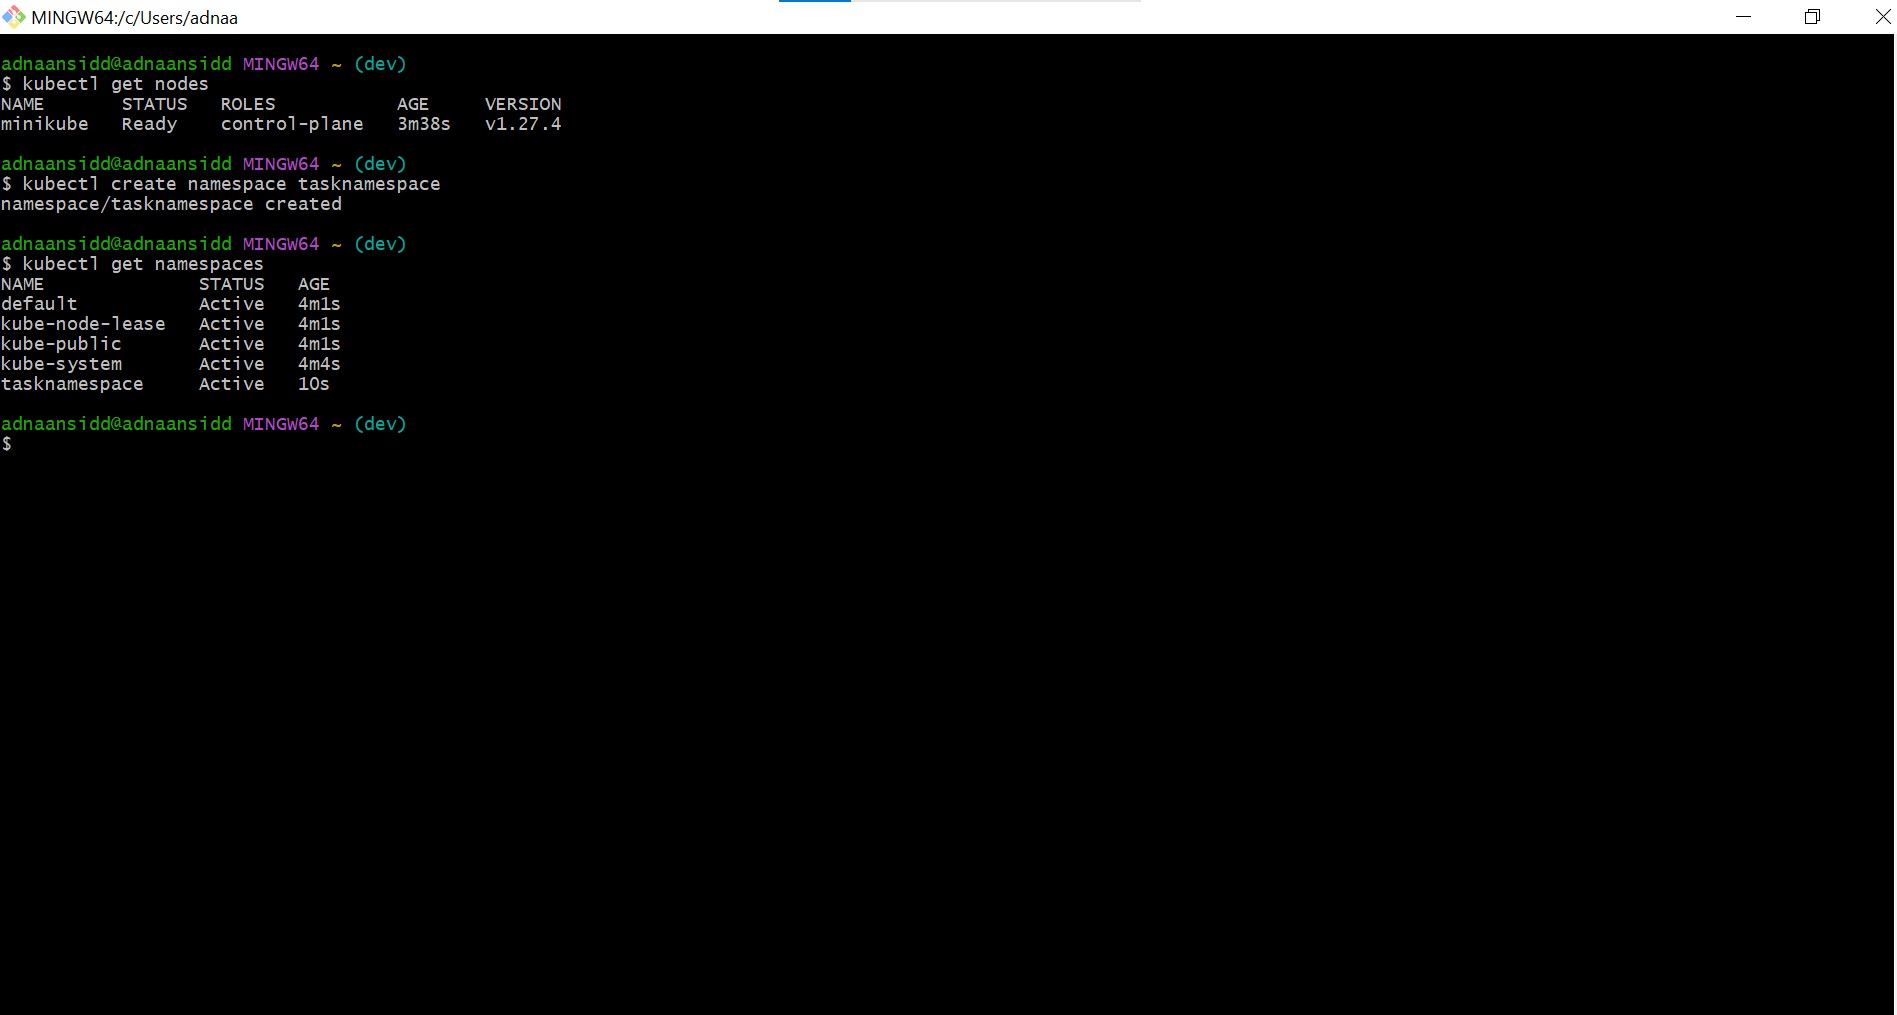 MINGW64:/c/Users/adnaa
adnaansidd@adnaansidd MINGW64 ~ (dev)
$ kubectl get nodes
NAME       STATUS   ROLES           AGE     VERSION
minikube   Ready    control-plane   3m38s   v1.27.4
adnaansidd@adnaansidd MINGW64 ~ (dev)
$ kubectl create namespace tasknamespace
namespace/tasknamespace created
adnaansidd@adnaansidd MINGW64 ~ (dev)
$ kubectl get namespaces
NAME              STATUS   AGE
default           Active   4m1s
kube-node-lease   Active   4m1s
kube-public       Active   4m1s
kube-system       Active   4m4s
tasknamespace     Active   10s
adnaansidd@adnaansidd MINGW64 ~ (dev)
$